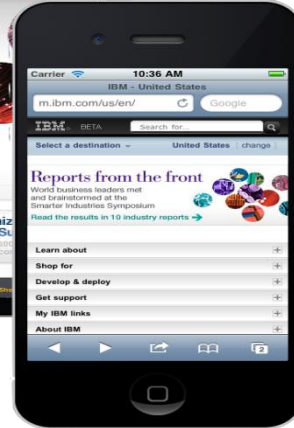 Carrier 10:36 AM
IBM - United States
m.ibm.com/us/en/
Google
IBM. BETA Search for...
Select a destination United States change
Reports from the front
World business leaders met
and brainstormed at the
Smarter Industries Symposium
Read the results in 10 industry reports →
Learn about +
Shop for +
Develop & deploy +
Get support +
My IBM links +
About IBM +
2